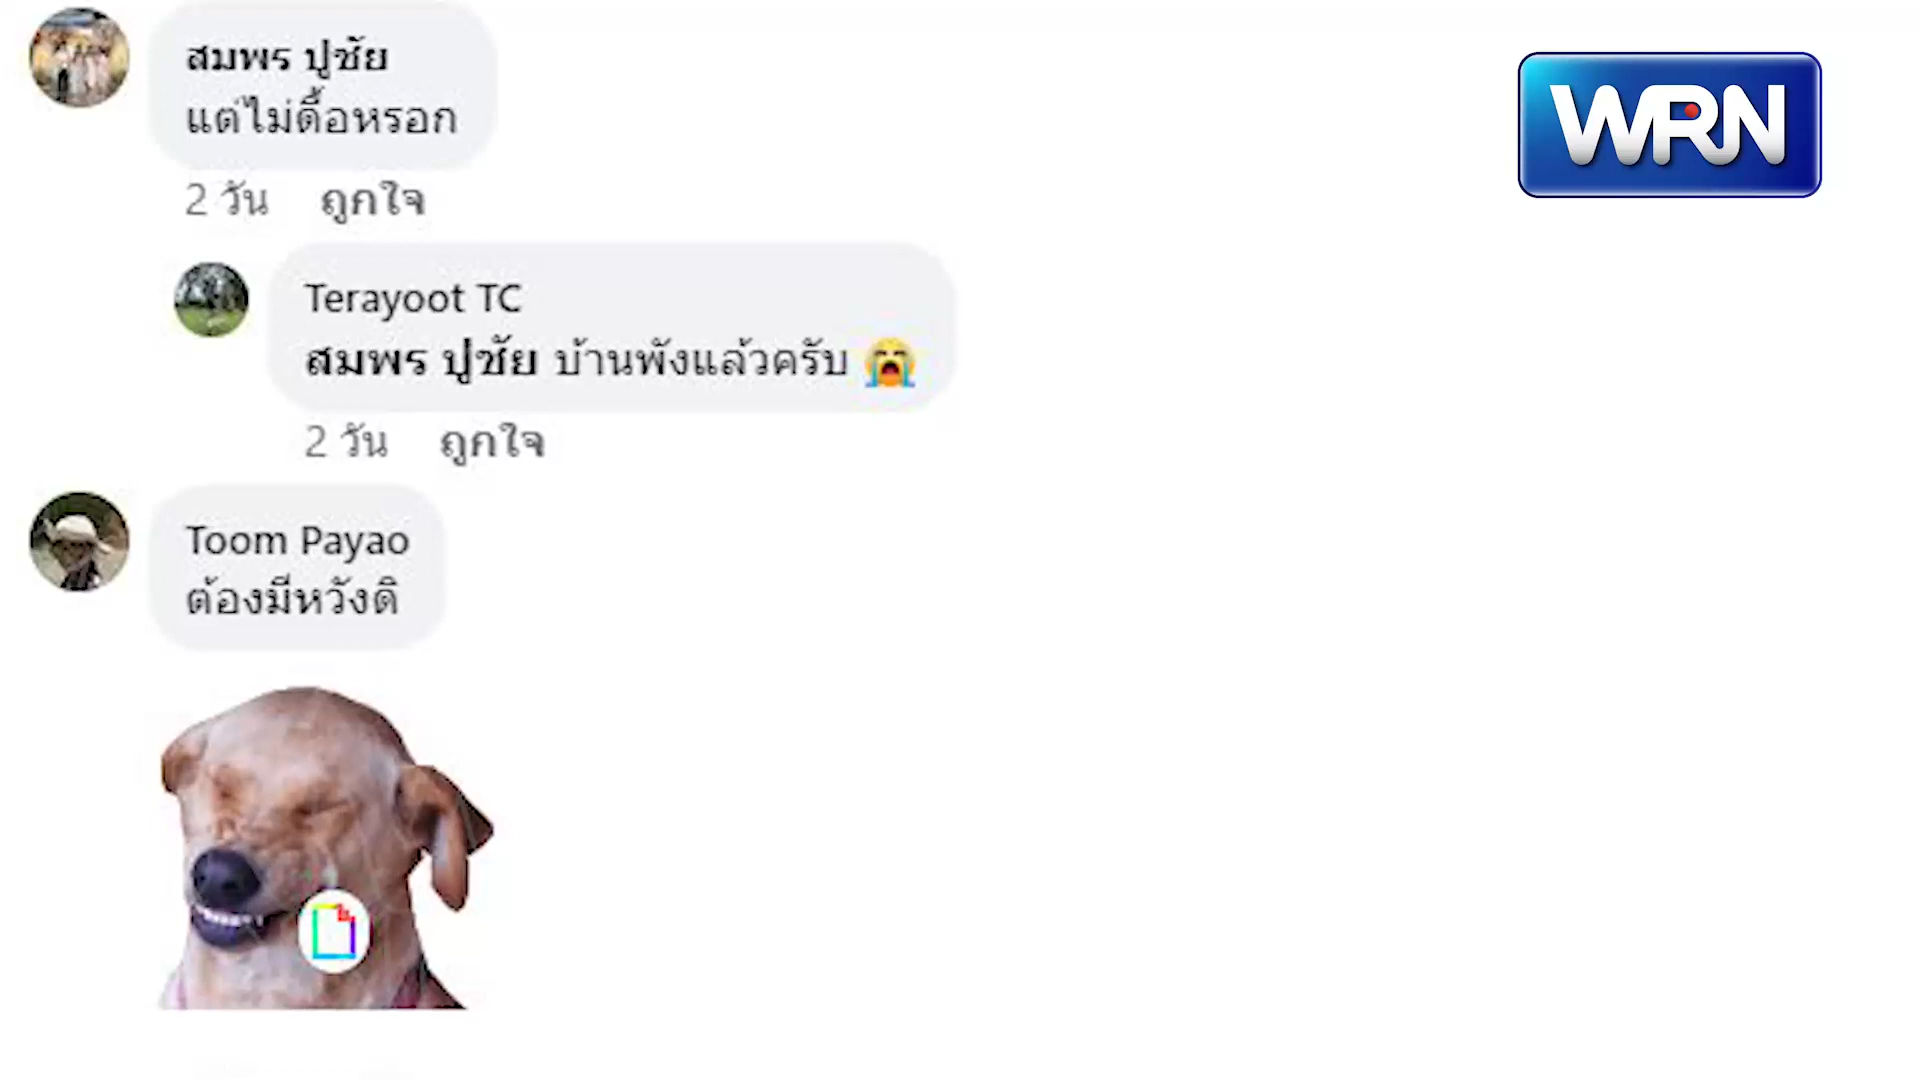 สมพร ปูชัย
แต่ไม่ดื้อหรอก
2 วัน ถูกใจ
Terayoot TC
สมพร ปูชัย บ้านพังแล้วครับ 😭
2 วัน ถูกใจ
Toom Payao
ต้องมีหวังดิ
WRN